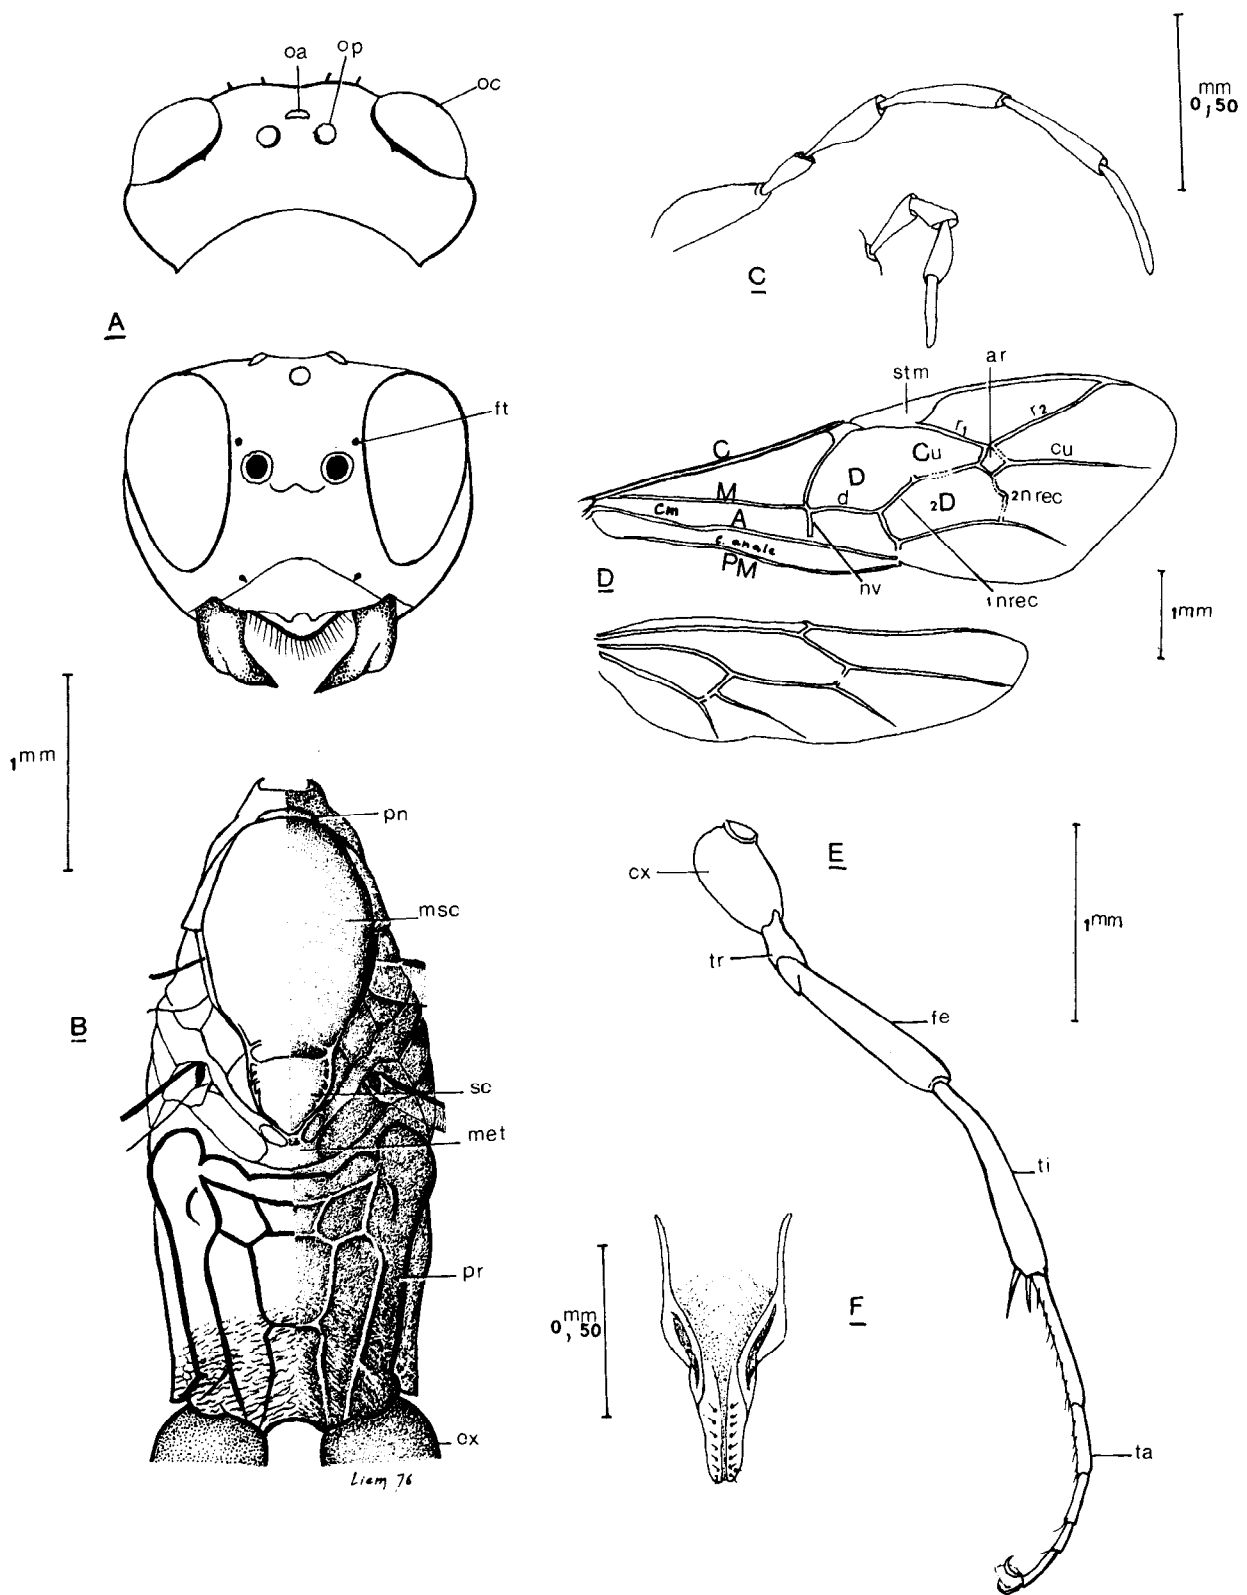 oa
op
oc
A
ft
1mm
mm
0,50
C
stm
ar
r1
r2
C
Cu
cu
D
M
d
2D
2n rec
Cm
A
c. anale
PM
nv
1nrec
D
1mm
pn
msc
B
sc
met
pr
cx
Liem 76
E
cx
tr
fe
1mm
ti
mm
0,50
F
ta